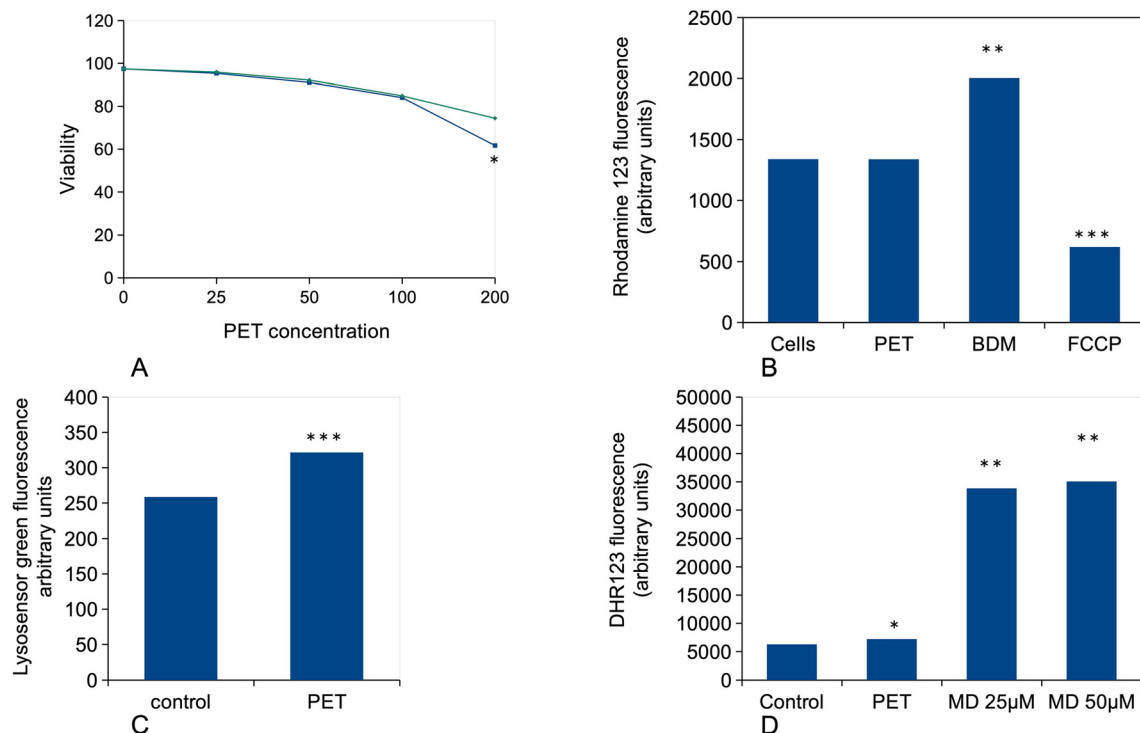 120
100
80
60
40
20
0
Viability
*
0 25 50 100 200
PET concentration
A
2500
2000
1500
1000
500
0
Rhodamine 123 fluorescence
(arbitrary units)
**
***
Cells PET BDM FCCP
B
400
350
300
250
200
150
100
50
0
Lysosensor green fluorescence
arbitrary units
***
control PET
C
50000
45000
40000
35000
30000
25000
20000
15000
10000
5000
0
DHR123 fluorescence
(arbitrary units)
*
**
**
Control PET MD 25µM MD 50µM
D